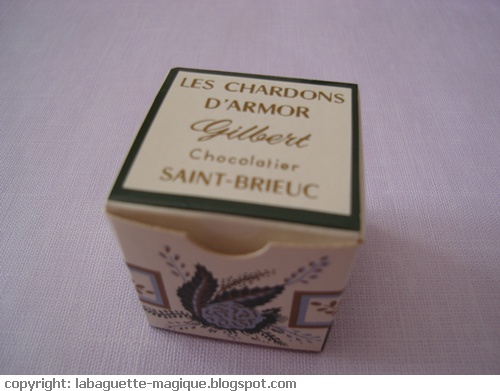 LES CHARDONS
D'ARMOR
Gilbert
Chocolatier
SAINT-BRIEUC
copyright: labaguette-magique.blogspot.com